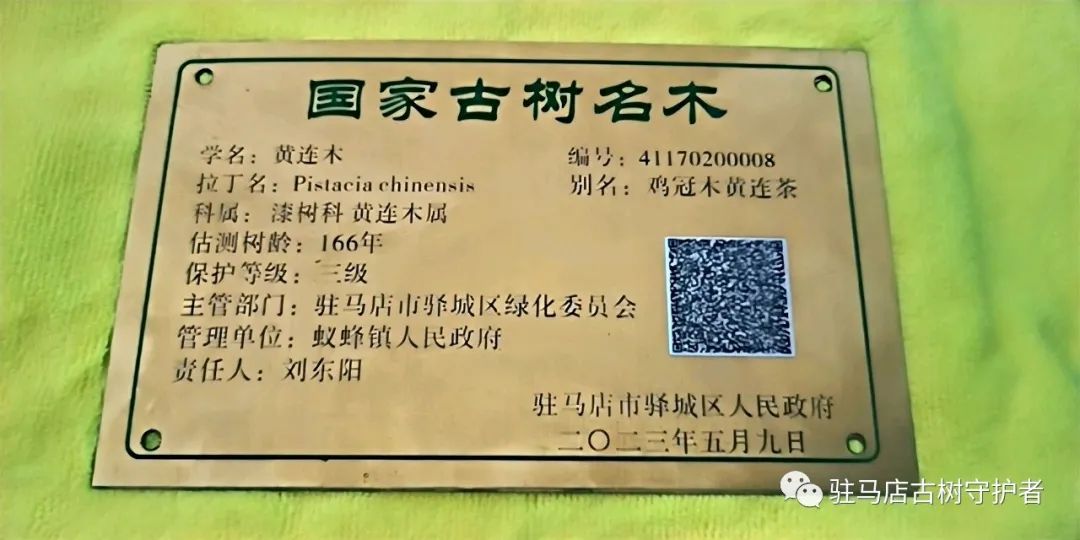 国家古树名木
学名：黄连木
编号：41170200008
拉丁名：Pistacia chinensis
别名：鸡冠木黄连茶
科属：漆树科 黄连木属
估测树龄：166年
保护等级：三级
主管部门：驻马店市驿城区绿化委员会
管理单位：蚁蜂镇人民政府
责任人：刘东阳
驻马店市驿城区人民政府
二〇二三年五月九日
驻马店古树守护者